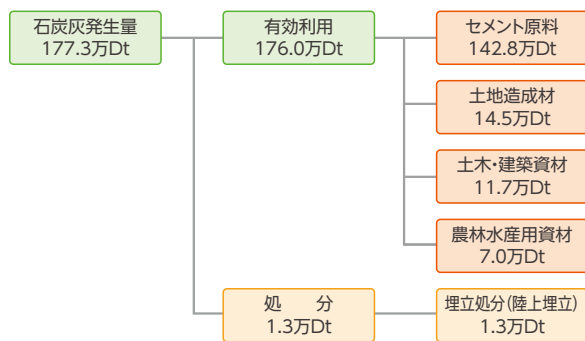 石炭灰発生量
177.3万Dt
有効利用
176.0万Dt
セメント原料
142.8万Dt
土地造成材
14.5万Dt
土木・建築資材
11.7万Dt
農林水産用資材
7.0万Dt
処　分
1.3万Dt
埋立処分(陸上埋立)
1.3万Dt